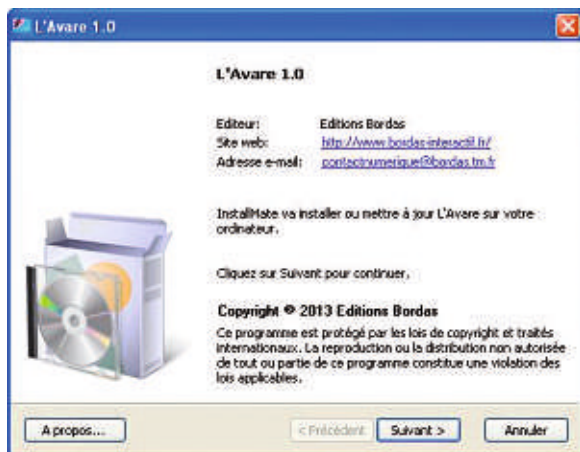 L'Avare 1.0
L'Avare 1.0
Editeur: Editions Bordas
Site web: http://www.bordas-interactif.fr/
Adresse e-mail: contactnumerique@bordas.tm.fr
InstallMate va installer ou mettre à jour L'Avare sur votre
ordinateur.
Cliquez sur Suivant pour continuer.
Copyright © 2013 Editions Bordas
Ce programme est protégé par les lois de copyright et traités
internationaux. La reproduction ou la distribution non autorisée
de tout ou partie de ce programme constitue une violation des
lois applicables.
A propos... < Précédent Suivant > Annuler